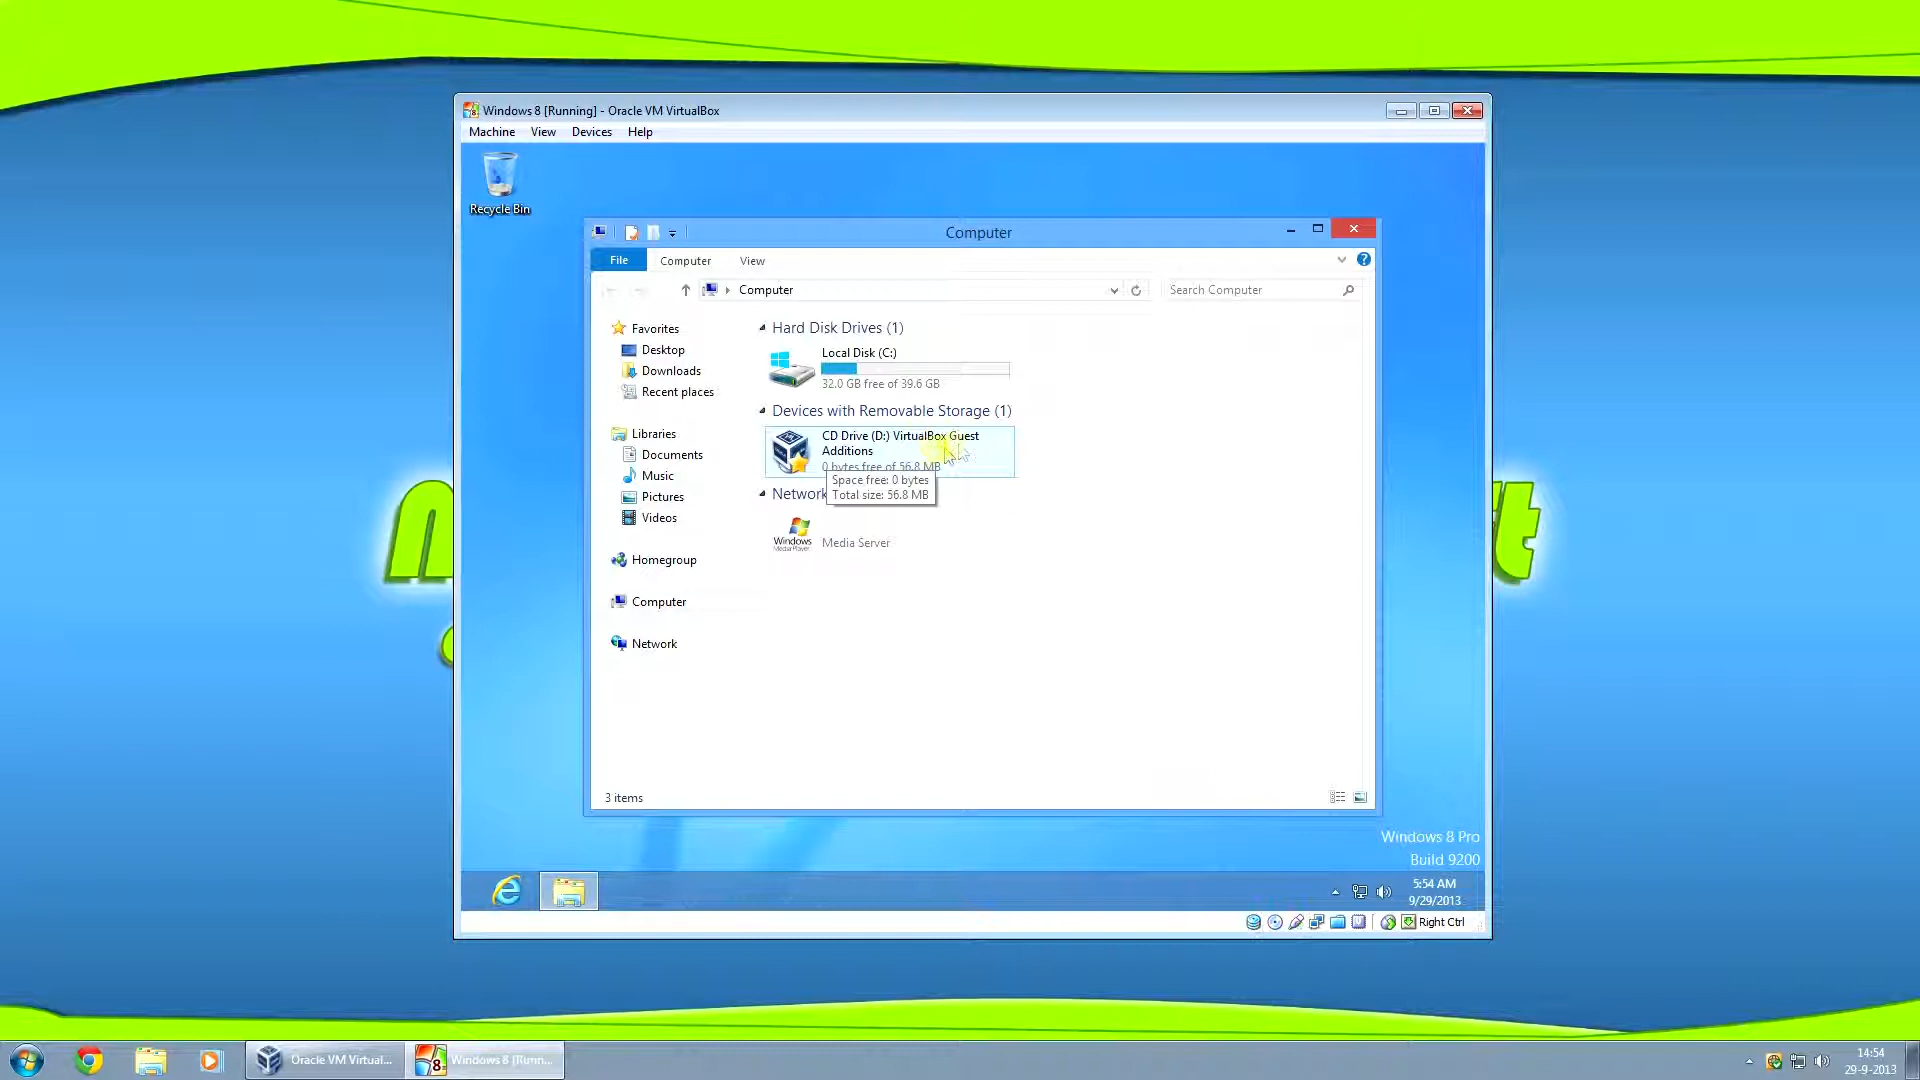 Windows 8 [Running] - Oracle VM VirtualBox
Machine View Devices Help
Recycle Bin
Computer
File Computer View
Computer
Search Computer
Favorites
Desktop
Downloads
Recent places
Libraries
Documents
Music
Pictures
Videos
Homegroup
Computer
Network
Hard Disk Drives (1)
Local Disk (C:)
32.0 GB free of 39.6 GB
Devices with Removable Storage (1)
CD Drive (D:) VirtualBox Guest
Additions
0 bytes free of 56.8 MB
Space free: 0 bytes
Total size: 56.8 MB
Network
Windows
Media Server
3 items
Windows 8 Pro
Build 9200
5:54 AM
9/29/2013
Right Ctrl
Oracle VM Virtual...
Windows 8 [Runn...
14:54
29-9-2013